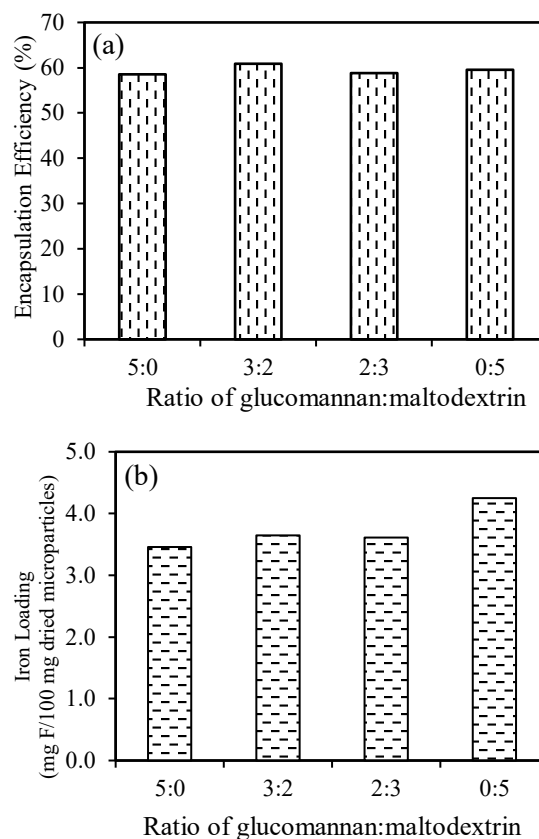 (a)
Encapsulation Efficiency (%)
70
60
50
40
30
20
10
0
5:0 3:2 2:3 0:5
Ratio of glucomannan:maltodextrin
(b)
Iron Loading
(mg F/100 mg dried microparticles)
5.0
4.0
3.0
2.0
1.0
0.0
5:0 3:2 2:3 0:5
Ratio of glucomannan:maltodextrin